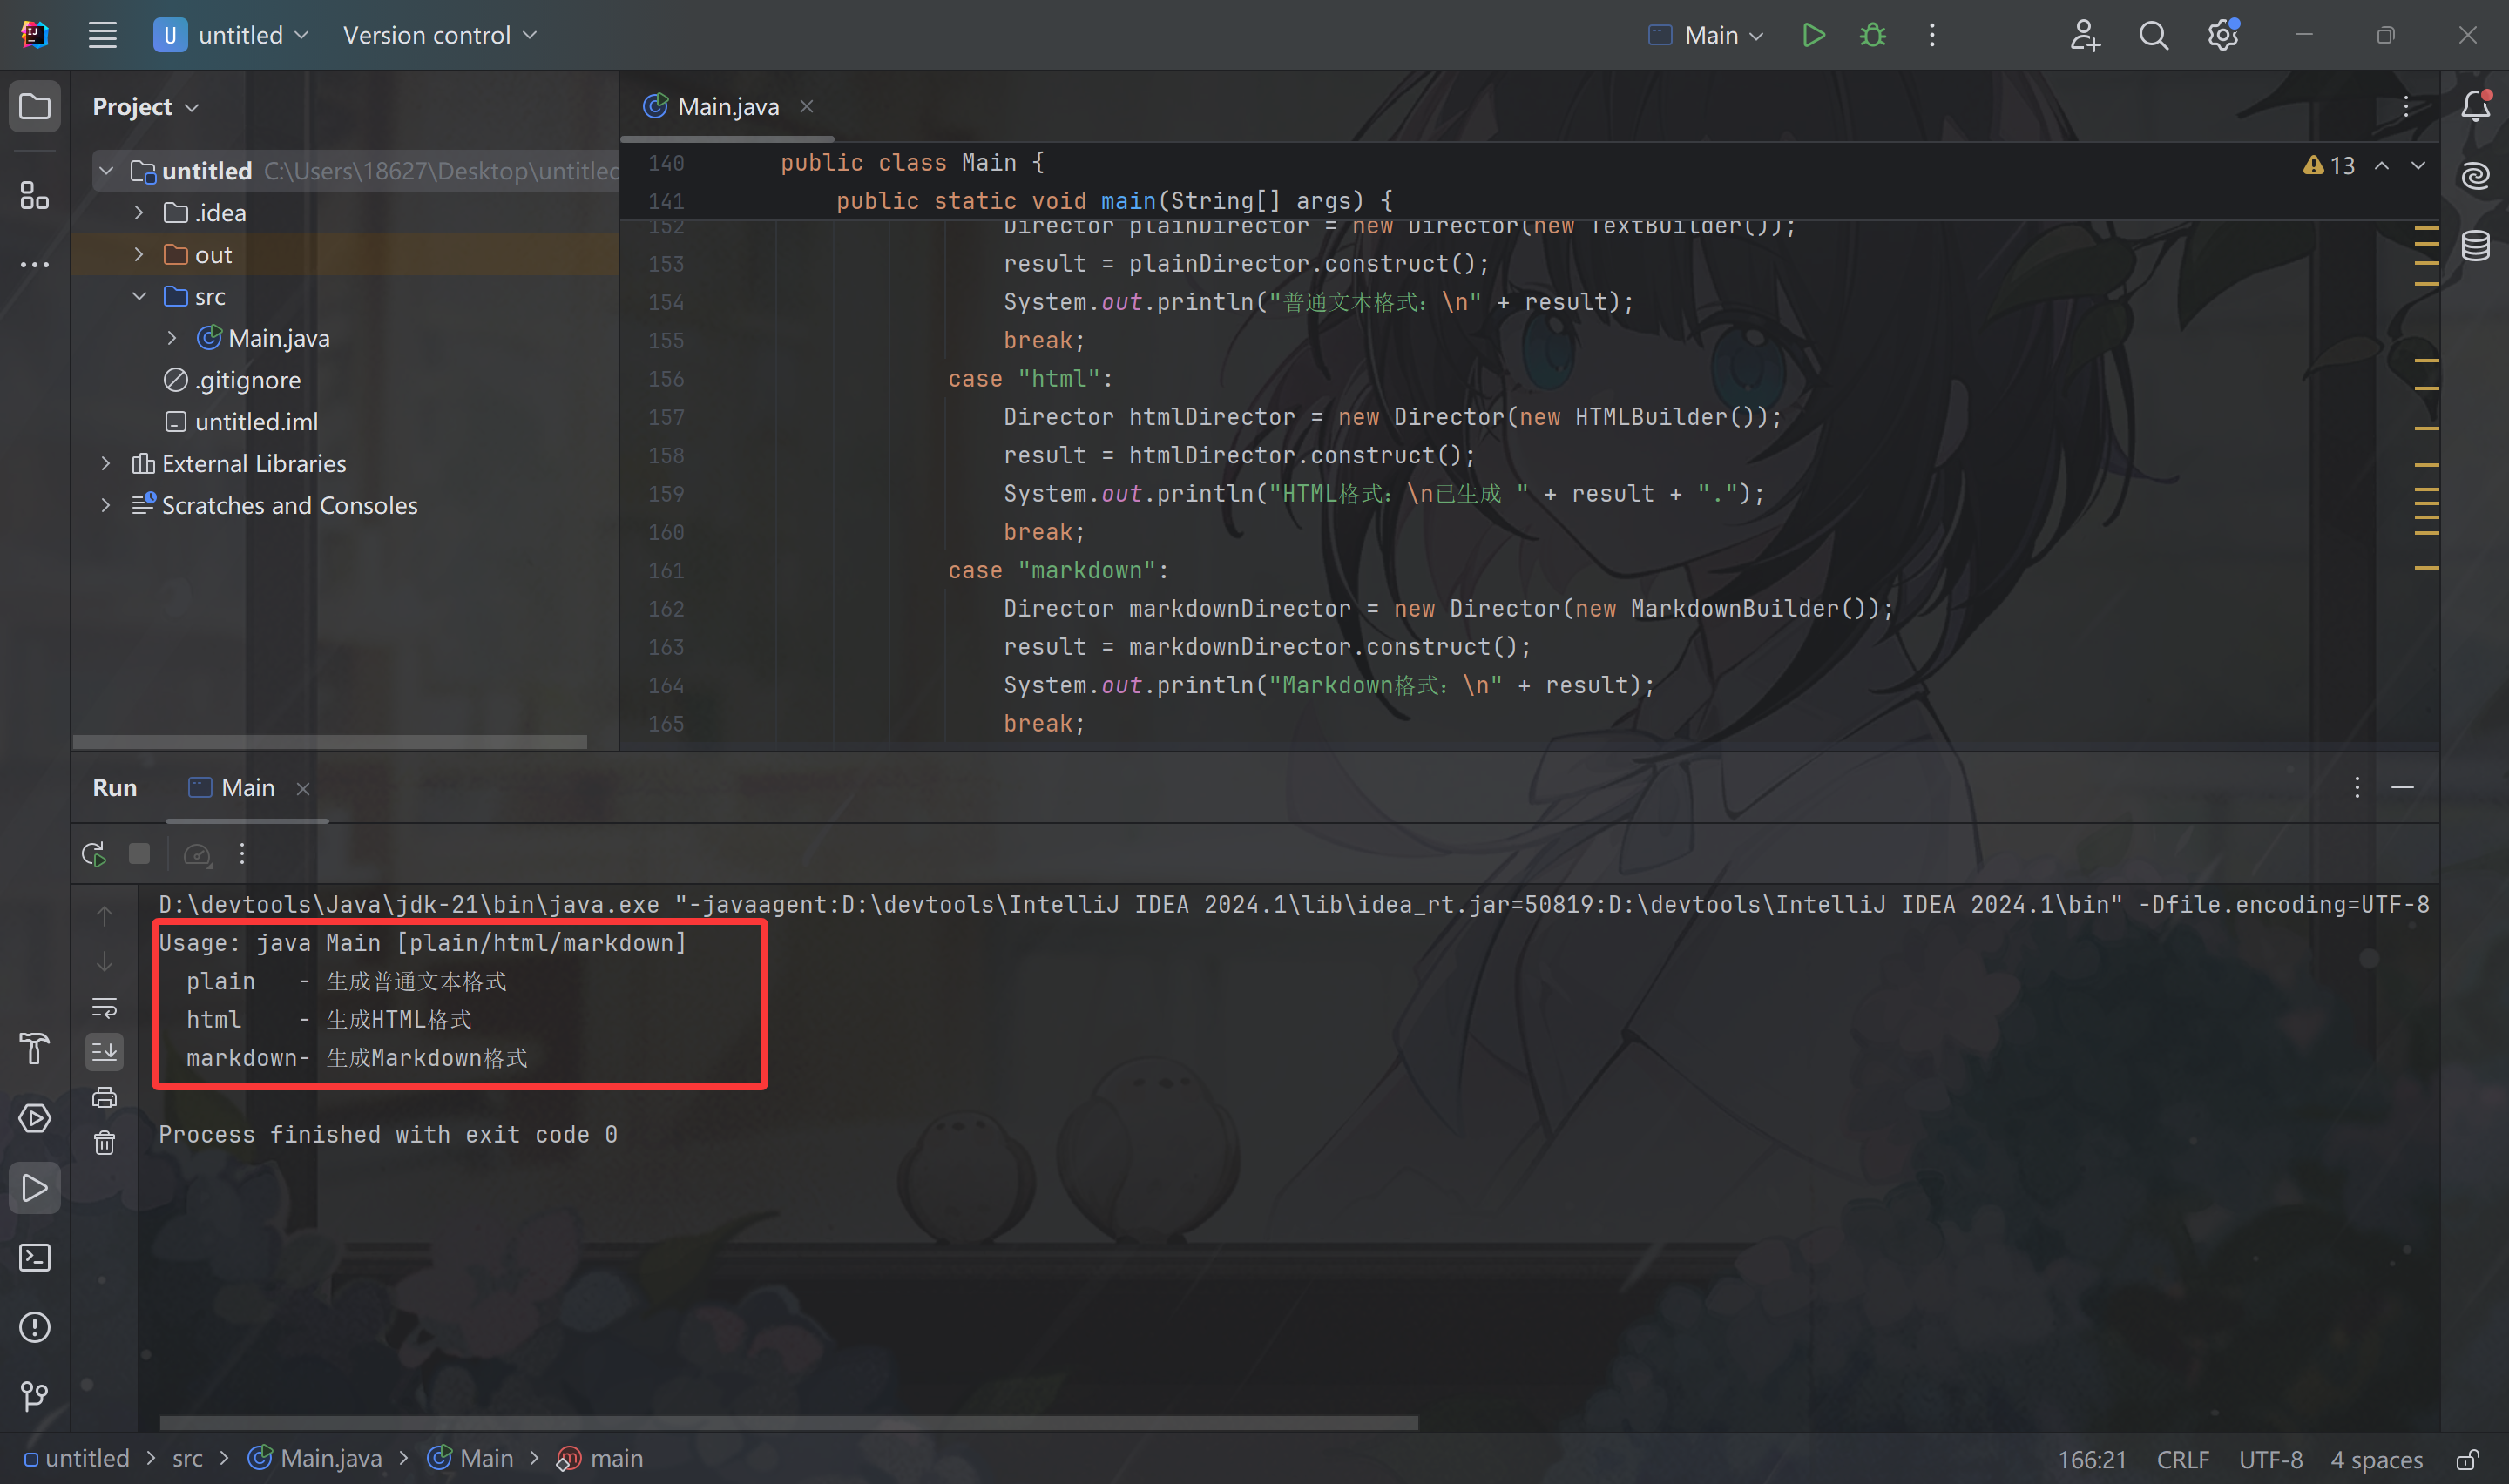 U untitled Version control Main
Project
Main.java
untitled C:\Users\18627\Desktop\untitled
.idea
out
src
Main.java
.gitignore
untitled.iml
External Libraries
Scratches and Consoles
13
140 public class Main {
141 public static void main(String[] args) {
152 Director plainDirector = new Director(new TextBuilder());
153 result = plainDirector.construct();
154 System.out.println("普通文本格式：\n" + result);
155 break;
156 case "html":
157 Director htmlDirector = new Director(new HTMLBuilder());
158 result = htmlDirector.construct();
159 System.out.println("HTML格式：\n已生成 " + result + ".");
160 break;
161 case "markdown":
162 Director markdownDirector = new Director(new MarkdownBuilder());
163 result = markdownDirector.construct();
164 System.out.println("Markdown格式：\n" + result);
165 break;
Run Main
D:\devtools\Java\jdk-21\bin\java.exe "-javaagent:D:\devtools\IntelliJ IDEA 2024.1\lib\idea_rt.jar=50819:D:\devtools\IntelliJ IDEA 2024.1\bin" -Dfile.encoding=UTF-8
Usage: java Main [plain/html/markdown]
plain - 生成普通文本格式
html - 生成HTML格式
markdown- 生成Markdown格式
Process finished with exit code 0
untitled > src > Main.java > Main > main
166:21 CRLF UTF-8 4 spaces